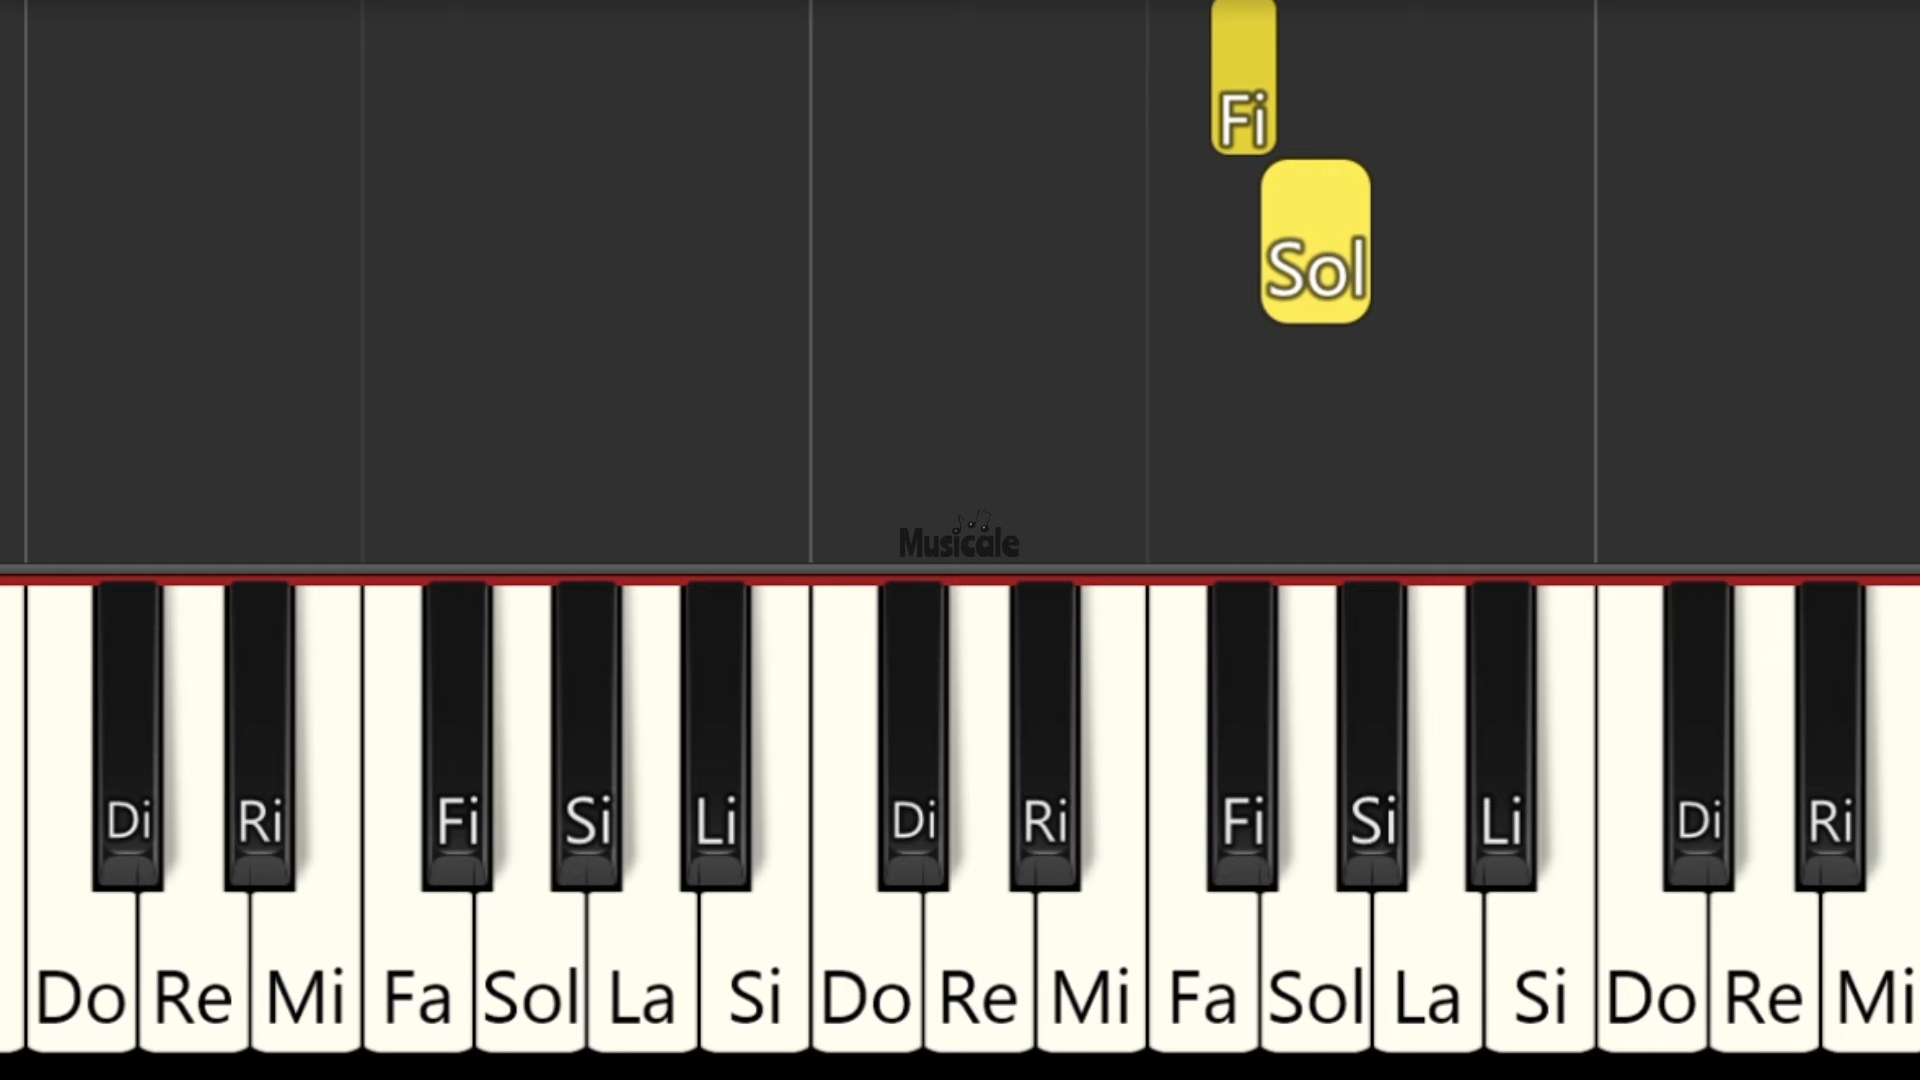 Fi
Sol
Musicale
Di Ri Fi Si Li Di Ri Fi Si Li Di Ri
Do Re Mi Fa Sol La Si Do Re Mi Fa Sol La Si Do Re Mi